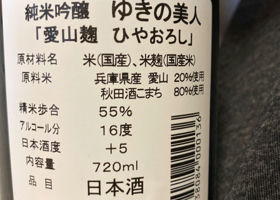 純米吟醸 ゆきの美人
「愛山麹 ひやおろし」
原材料名 米(国産)、米麹(国産米)
原料米 兵庫県産 愛山 20%使用
秋田酒こまち 80%使用
精米歩合 55%
アルコール分 16度
日本酒度 +5
内容量 720ml
品目 日本酒